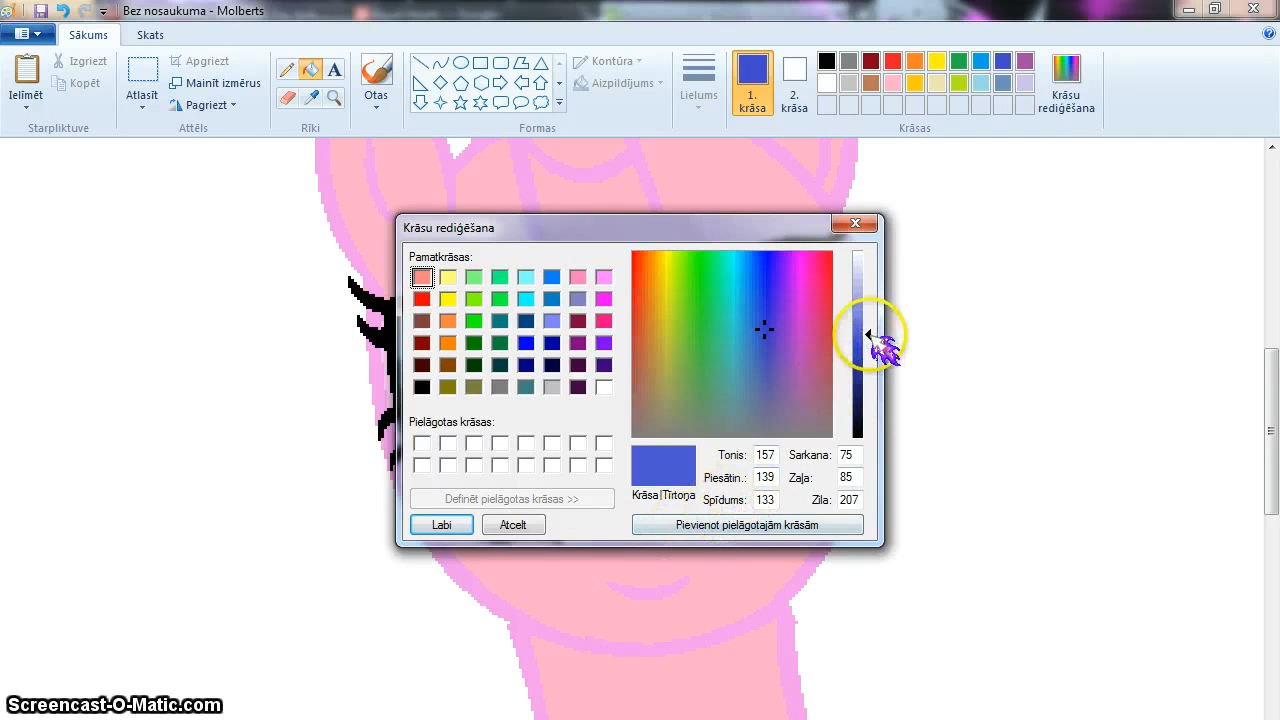 Bez nosaukuma - Molberts
Sākums Skats
Ielīmēt
Izgriezt
Kopēt
Starpliktuve
Atlasīt
Apgriezt
Mainīt izmērus
Pagriezt
Attēls
A
Rīki
Otas
Kontūra
Aizpildījums
Formas
Lielums
1.
krāsa
2.
krāsa
Krāsu
rediģēšana
Krāsas
Krāsu rediģēšana
Pamatkrāsas:
Pielāgotas krāsas:
Definēt pielāgotas krāsas >>
Labi Atcelt
Krāsa|Tīrtoņa
Tonis: 157 Sarkana: 75
Piesātin.: 139 Zaļa: 85
Spīdums: 133 Zila: 207
Pievienot pielāgotajām krāsām
Screencast-O-Matic.com